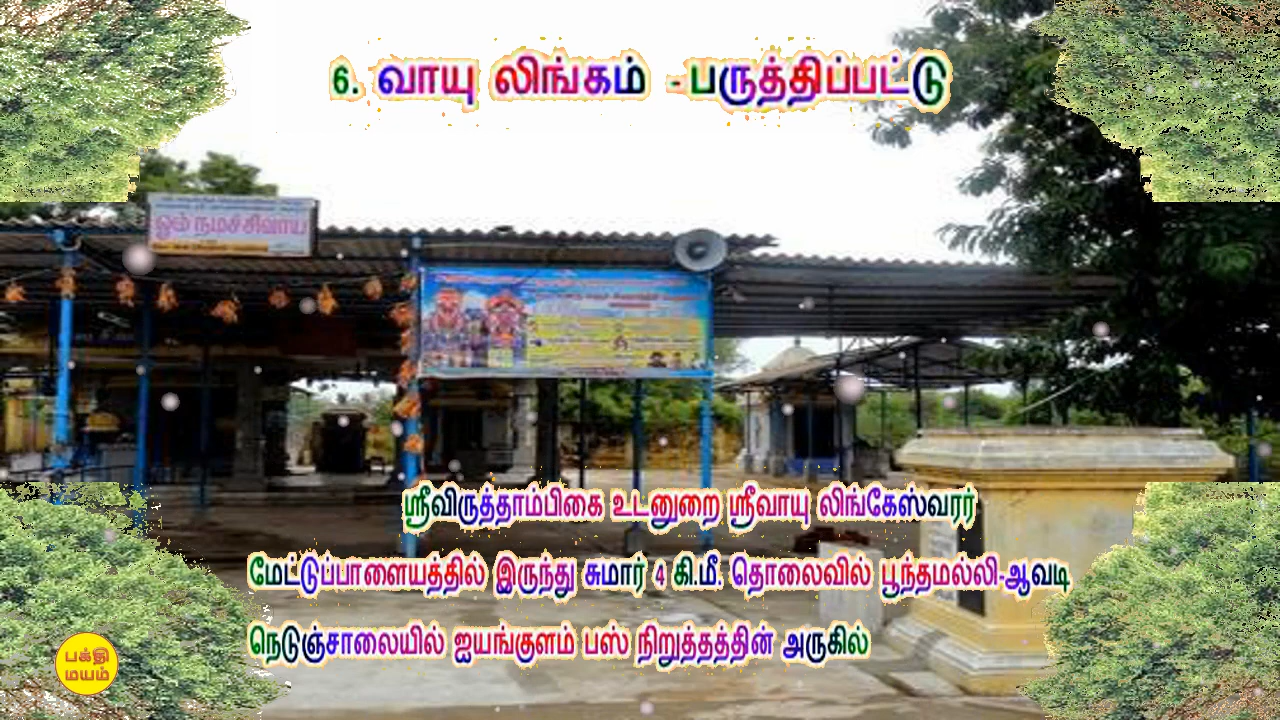 6. வாயு லிங்கம் - பருத்திப்பட்டு
ஓம் நமச்சிவாய
ஸ்ரீவிருத்தாம்பிகை உடனுறை ஸ்ரீவாயு லிங்கேஸ்வரர்
மேட்டுப்பாளையத்தில் இருந்து சுமார் 4 கி.மீ. தொலைவில் பூந்தமல்லி-ஆவடி
நெடுஞ்சாலையில் ஐயங்குளம் பஸ் நிறுத்தத்தின் அருகில்
பக்தி
மயம்